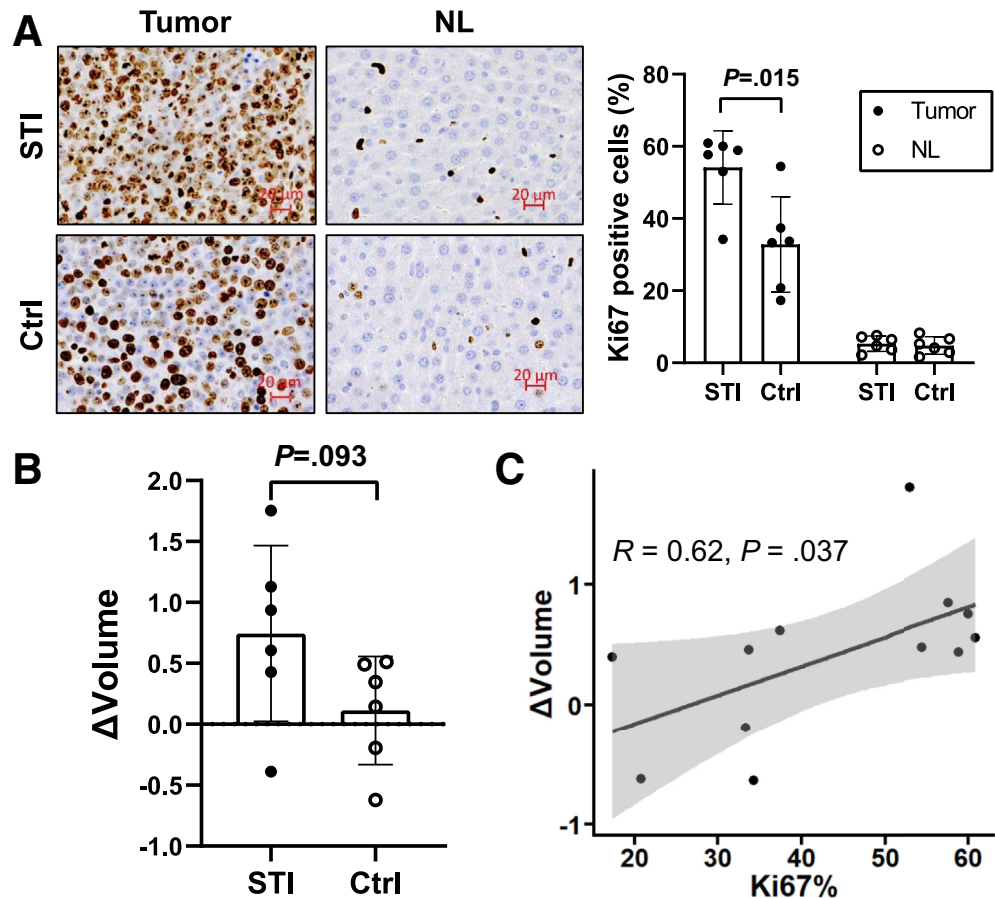 A
Tumor
NL
STI
Ctrl
20 µm
20 µm
20 µm
20 µm
Ki67 positive cells (%)
80
60
40
20
0
P=.015
Tumor
NL
STI Ctrl STI Ctrl
B
P=.093
ΔVolume
2.0
1.5
1.0
0.5
0.0
-0.5
-1.0
STI Ctrl
C
R = 0.62, P = .037
ΔVolume
1
0
-1
20 30 40 50 60
Ki67%